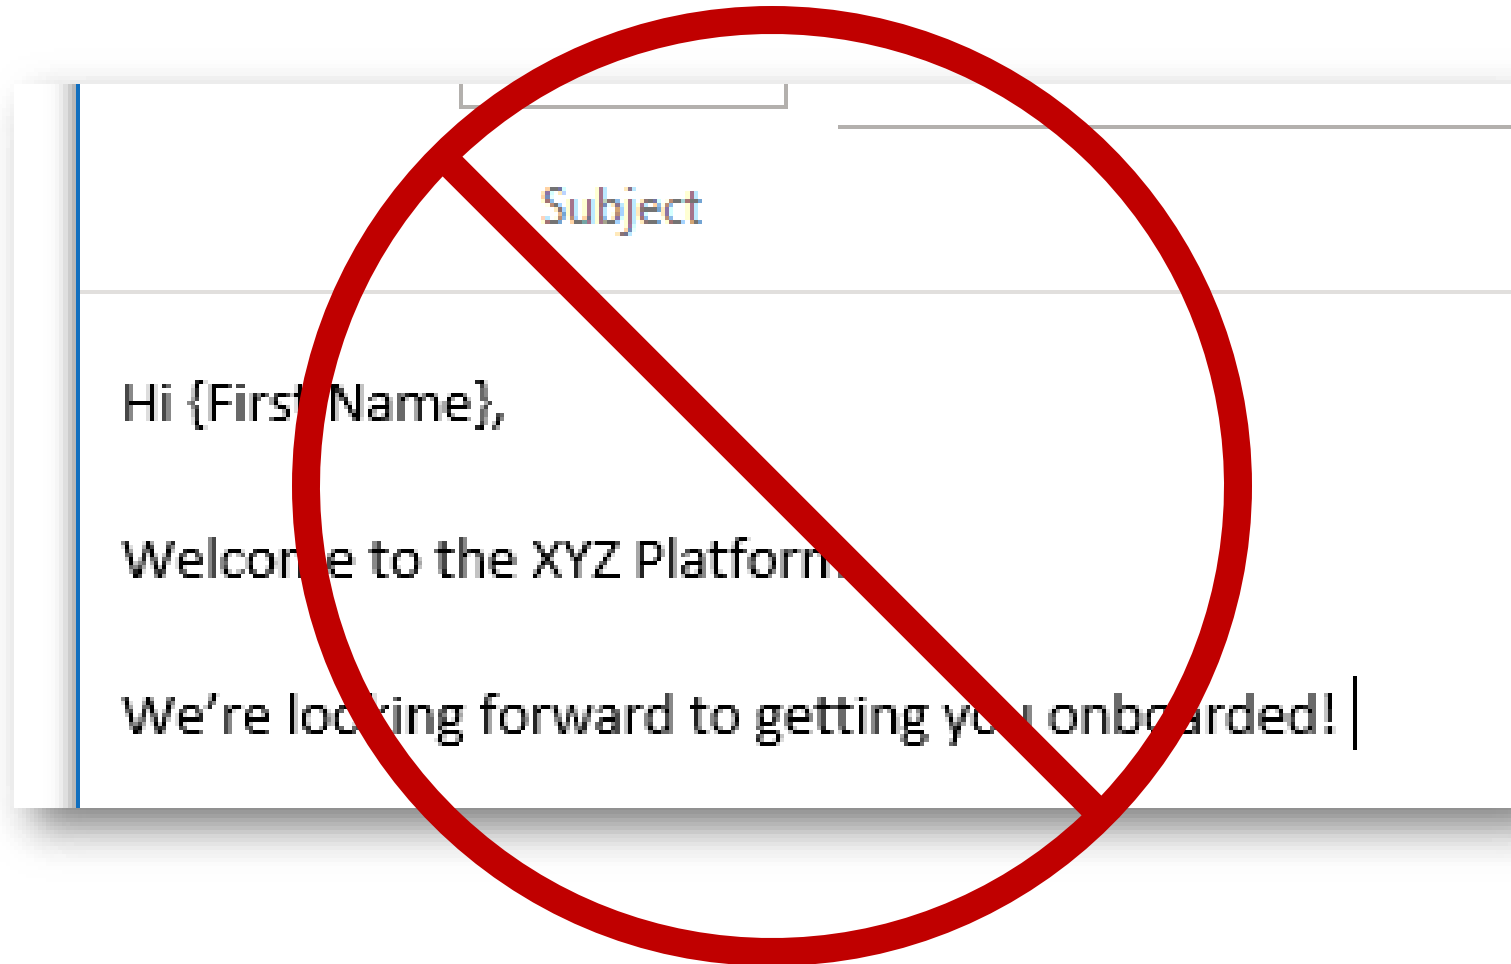 Subject
Hi {First Name},
Welcome to the XYZ Platform
We're looking forward to getting you onboarded!